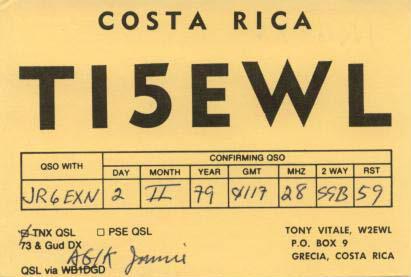 COSTA RICA
TI5EWL
QSO WITH CONFIRMING QSO
DAY MONTH YEAR GMT MHZ 2 WAY RST
JR6EXN 2 II 79 0117 28 SSB 59
TNX QSL PSE QSL TONY VITALE, W2EWL
73 & Gud DX P.O. BOX 9
QSL via WB1DGD GRECIA, COSTA RICA